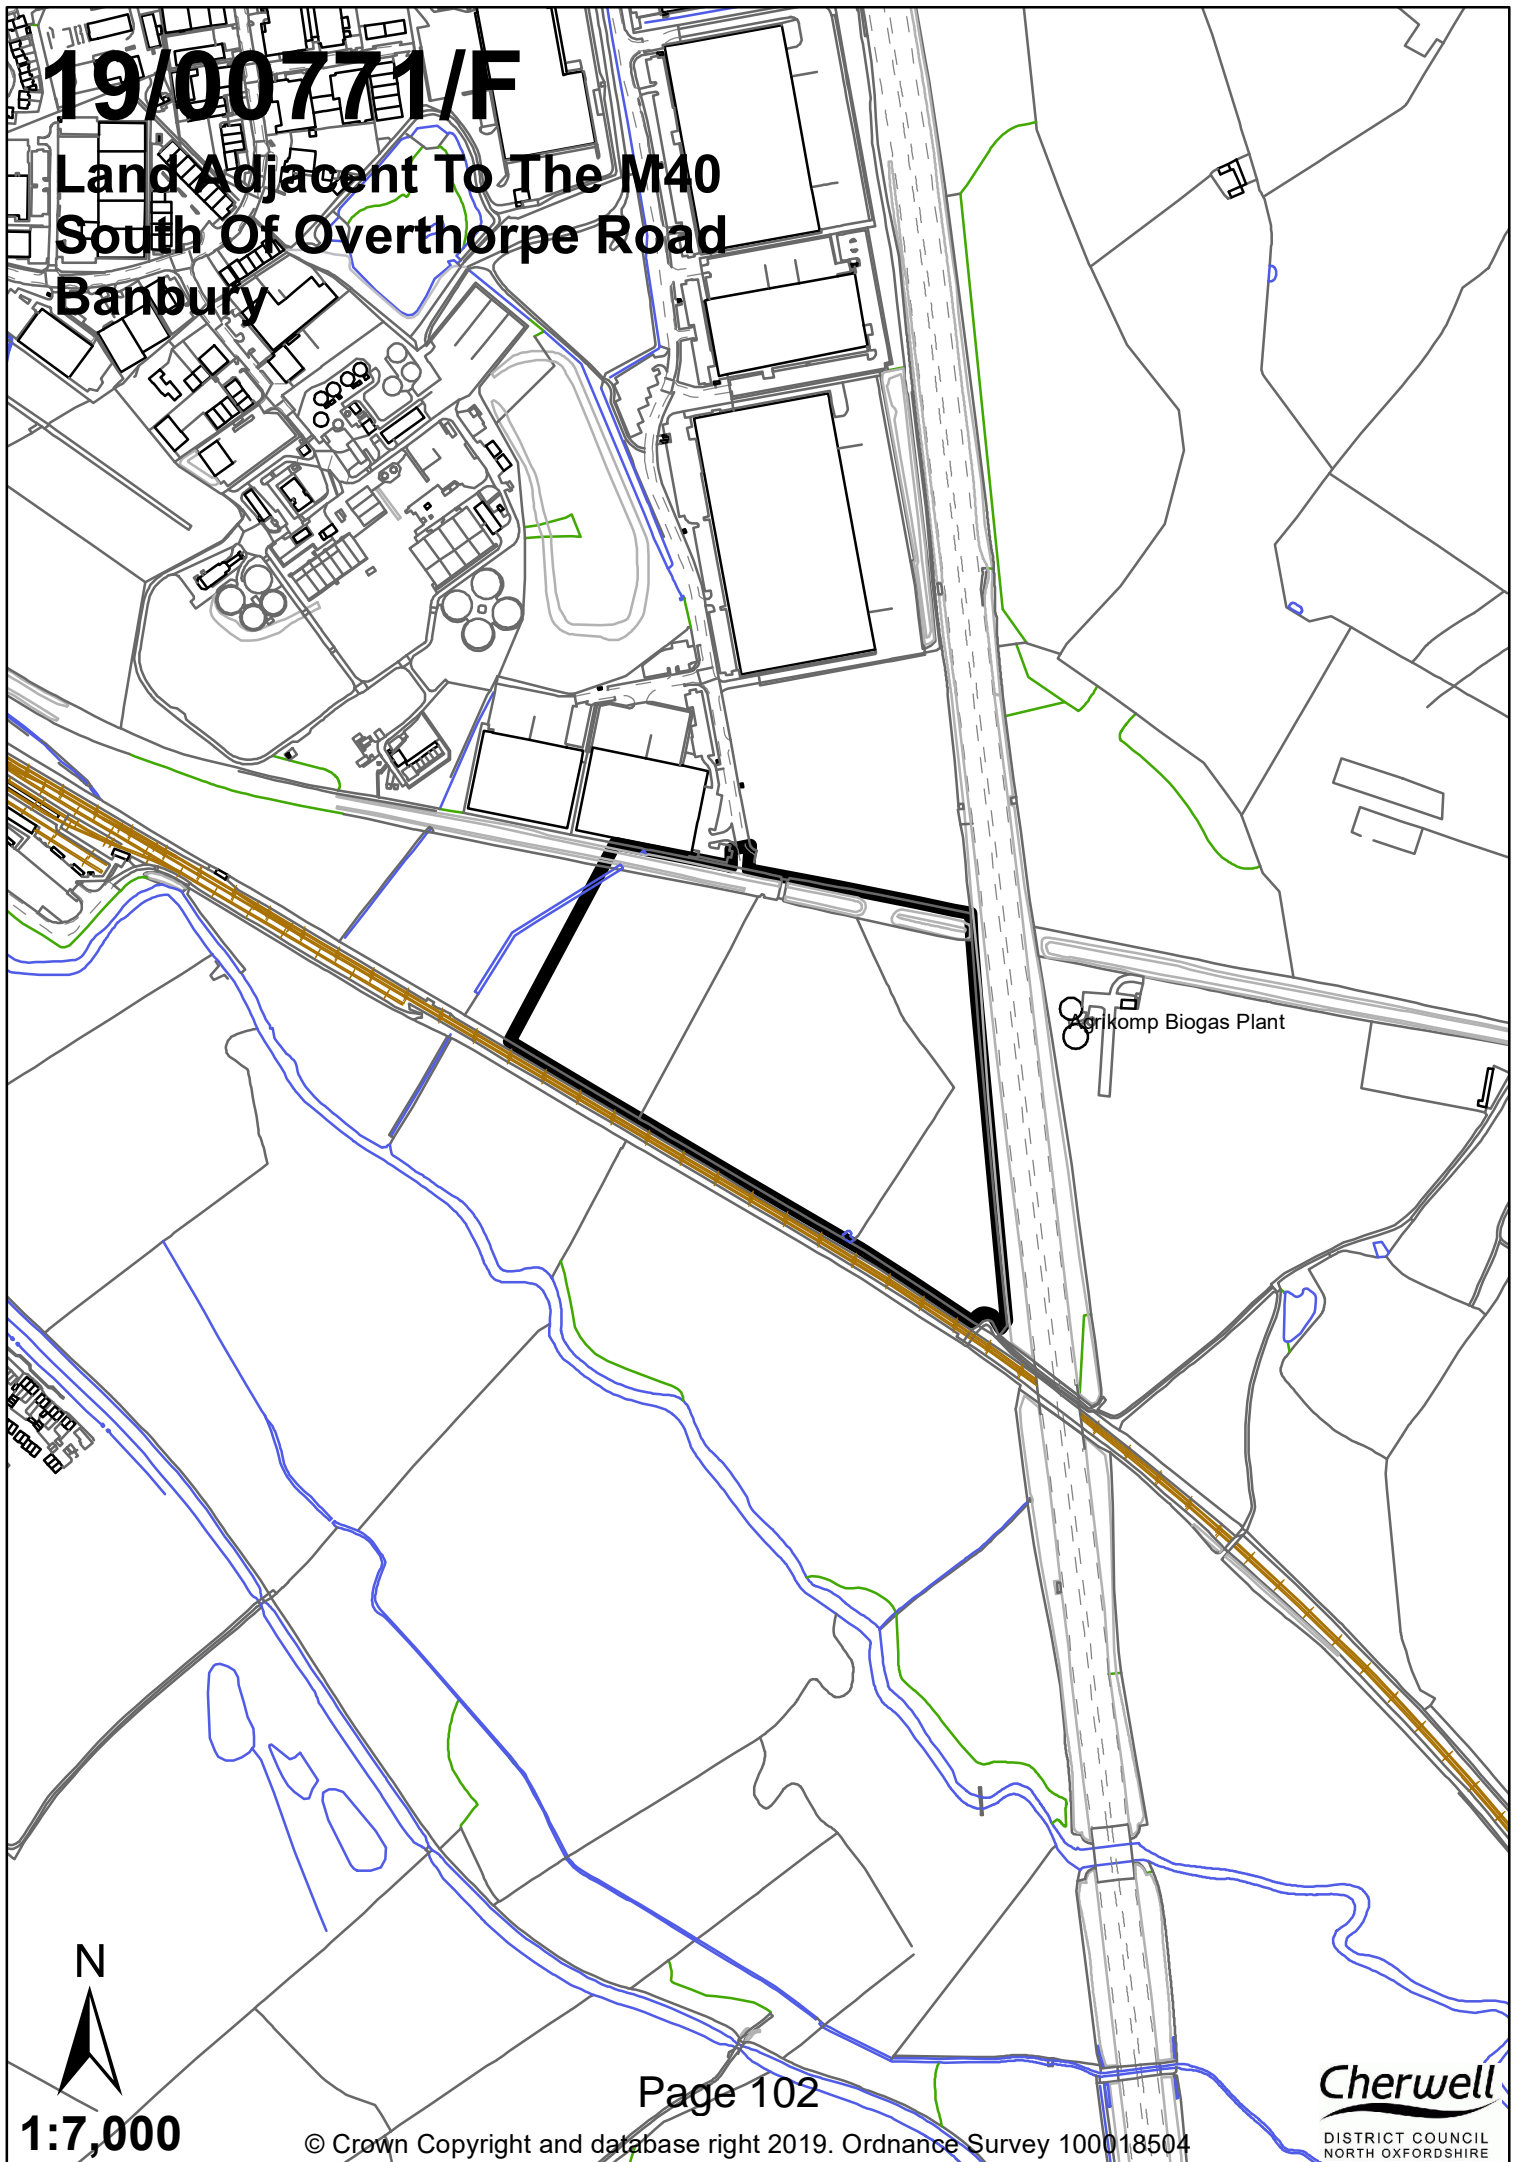 19/00771/F
Land Adjacent To The M40
South Of Overthorpe Road
Banbury
Agrikomp Biogas Plant
N
1:7,000
Page 102
© Crown Copyright and database right 2019. Ordnance Survey 100018504
Cherwell
DISTRICT COUNCIL
NORTH OXFORDSHIRE